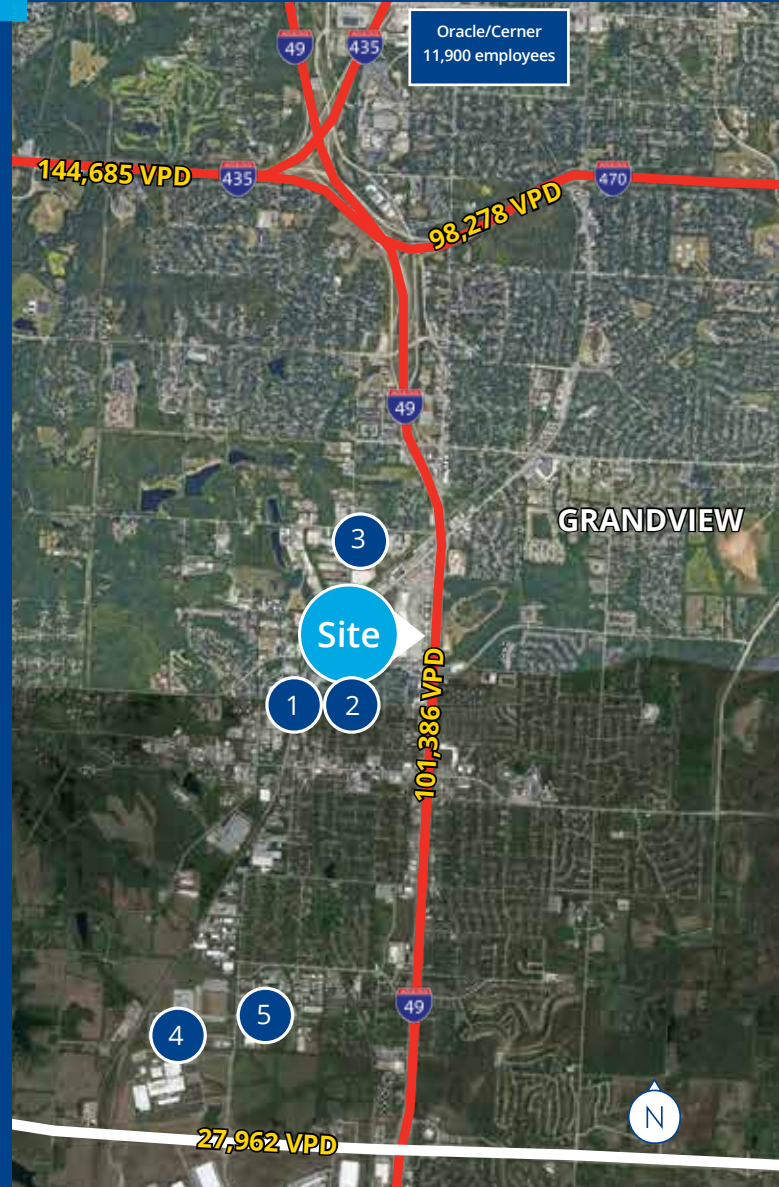 49
435
Oracle/Cerner
11,900 employees
144,685 VPD
435
98,278 VPD
470
49
GRANDVIEW
3
Site
1
2
101,386 VPD
49
5
4
N
27,962 VPD